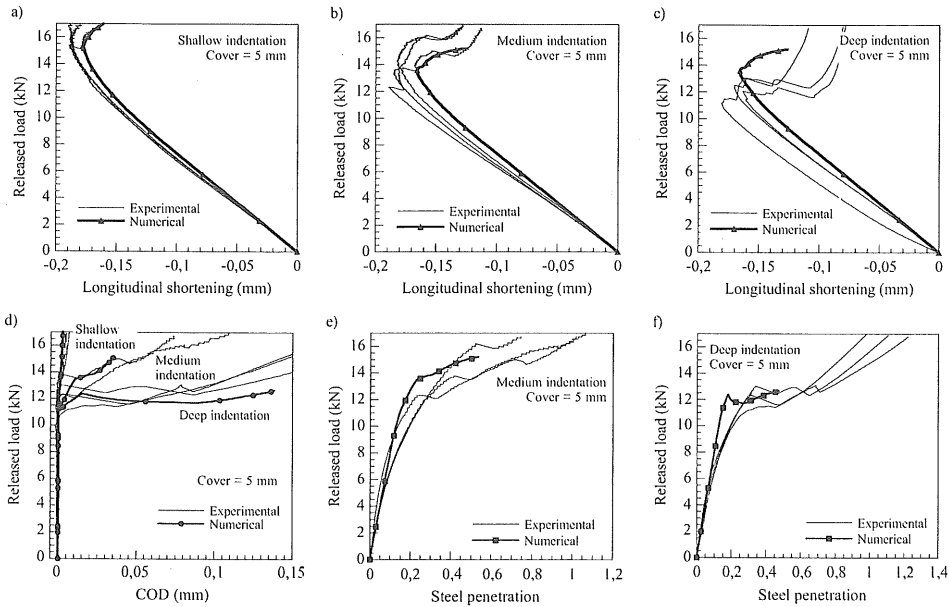 a)
Released load (kN)
16
14
12
10
8
6
4
2
0
Shallow indentation
Cover = 5 mm
Experimental
Numerical
-0,2 -0,15 -0,1 -0,05 0
Longitudinal shortening (mm)
b)
Released load (kN)
16
14
12
10
8
6
4
2
0
Medium indentation
Cover = 5 mm
Experimental
Numerical
-0,2 -0,15 -0,1 -0,05 0
Longitudinal shortening (mm)
c)
Released load (kN)
16
14
12
10
8
6
4
2
0
Deep indentation
Cover = 5 mm
Experimental
Numerical
-0,2 -0,15 -0,1 -0,05 0
Longitudinal shortening (mm)
d)
Released load (kN)
16
14
12
10
8
6
4
2
0
Shallow
indentation
Medium
indentation
Deep indentation
Cover = 5 mm
Experimental
Numerical
0 0,05 0,1 0,15
COD (mm)
e)
Released load (kN)
16
14
12
10
8
6
4
2
0
Medium indentation
Cover = 5 mm
Experimental
Numerical
0 0,2 0,4 0,6 0,8 1 1,2
Steel penetration
f)
Released load (kN)
16
14
12
10
8
6
4
2
0
Deep indentation
Cover = 5 mm
Experimental
Numerical
0 0,2 0,4 0,6 0,8 1 1,2 1,4
Steel penetration